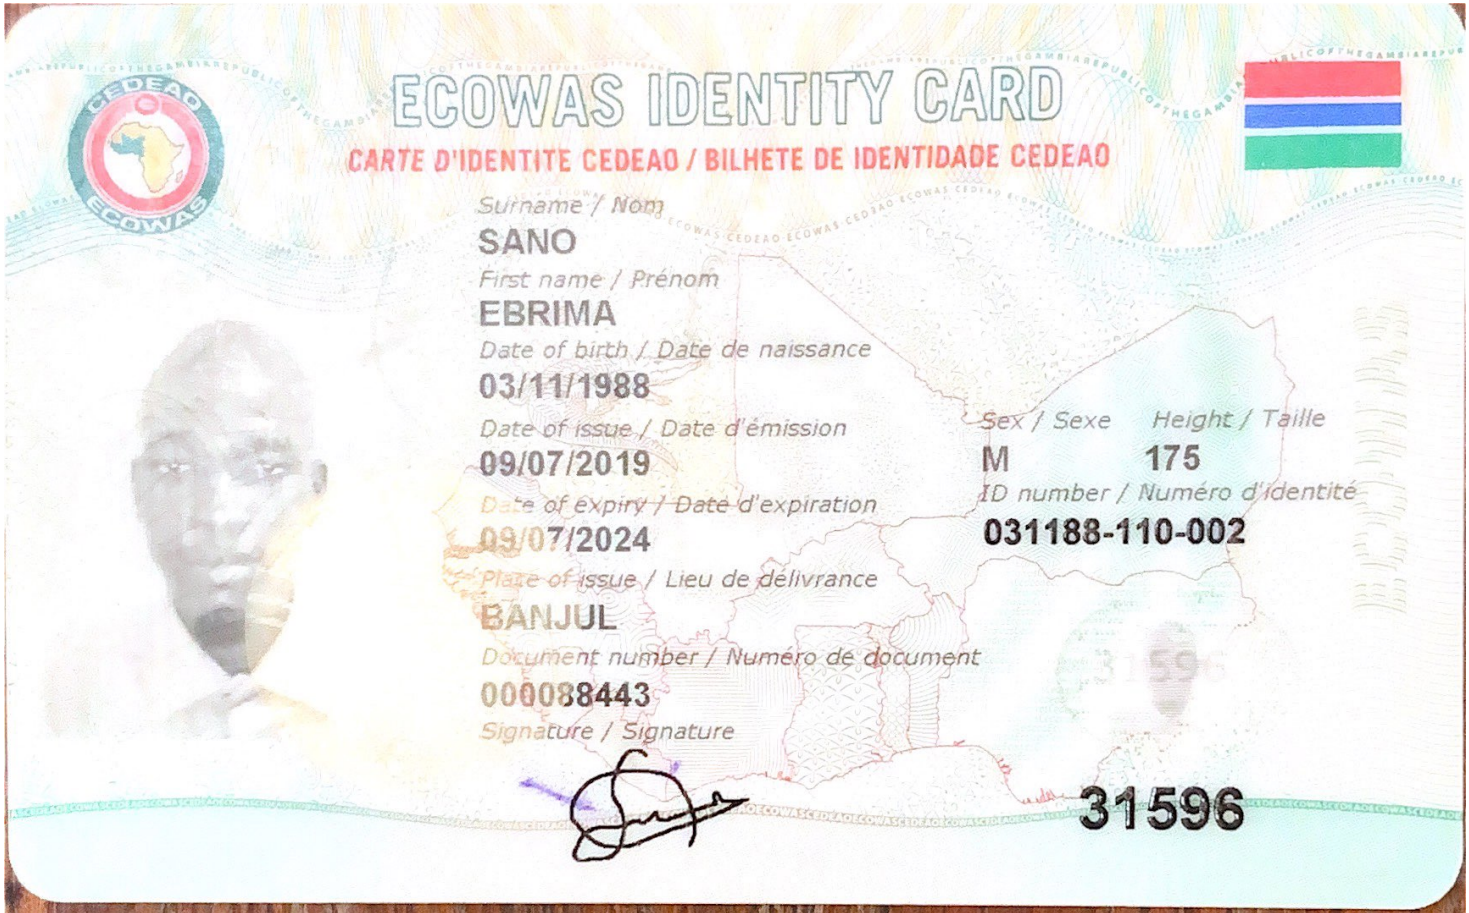 CEDEAO
ECOWAS
ECOWAS IDENTITY CARD
CARTE D'IDENTITE CEDEAO / BILHETE DE IDENTIDADE CEDEAO
Surname / Nom
SANO
First name / Prénom
EBRIMA
Date of birth / Date de naissance
03/11/1988
Date of issue / Date d'émission
09/07/2019
Sex / Sexe Height / Taille
M 175
Date of expiry / Date d'expiration
09/07/2024
ID number / Numéro d'identité
031188-110-002
Place of issue / Lieu de délivrance
BANJUL
Document number / Numéro de document
000088443
31596
Signature / Signature
31596